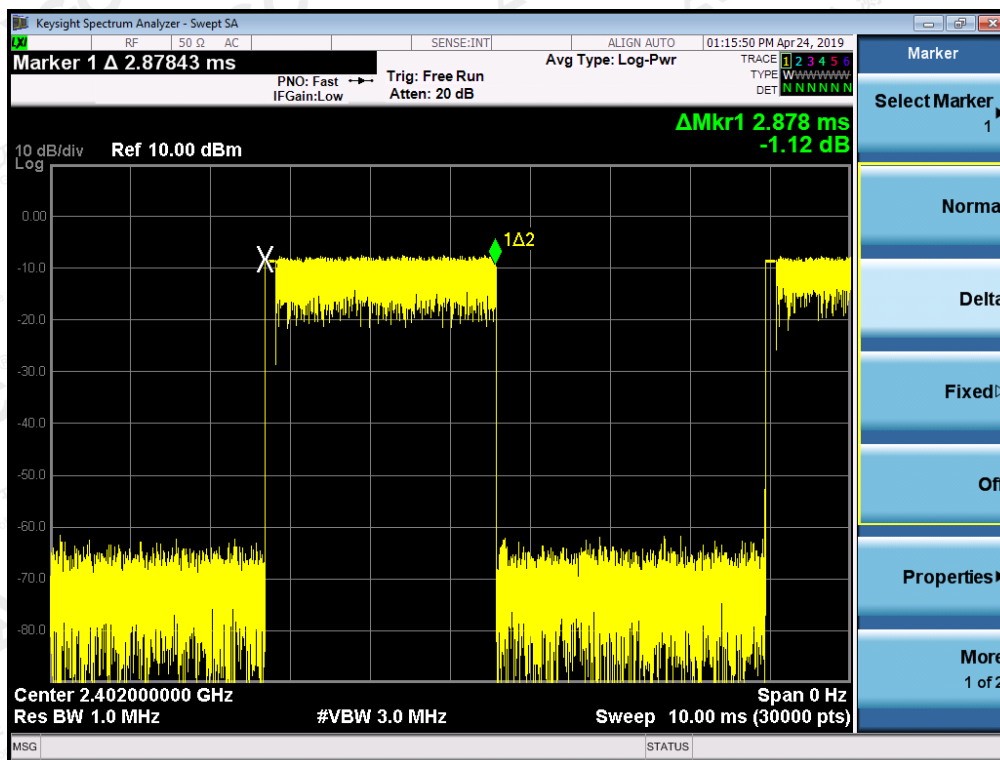 Keysight Spectrum Analyzer - Swept SA
LXI RF 50 Ω AC SENSE:INT ALIGN AUTO 01:15:50 PM Apr 24, 2019
Marker 1 Δ 2.87843 ms
PNO: Fast
IFGain:Low
Trig: Free Run
Atten: 20 dB
Avg Type: Log-Pwr
TRACE 1 2 3 4 5 6
TYPE WWWWWW
DET N N N N N N
ΔMkr1 2.878 ms
-1.12 dB
10 dB/div Ref 10.00 dBm
Log
0.00
-10.0
-20.0
-30.0
-40.0
-50.0
-60.0
-70.0
-80.0
X
1Δ2
Center 2.402000000 GHz Span 0 Hz
Res BW 1.0 MHz #VBW 3.0 MHz Sweep 10.00 ms (30000 pts)
MSG STATUS
Marker
Select Marker
1
Norma
Delta
Fixed
Off
Properties
More
1 of 2